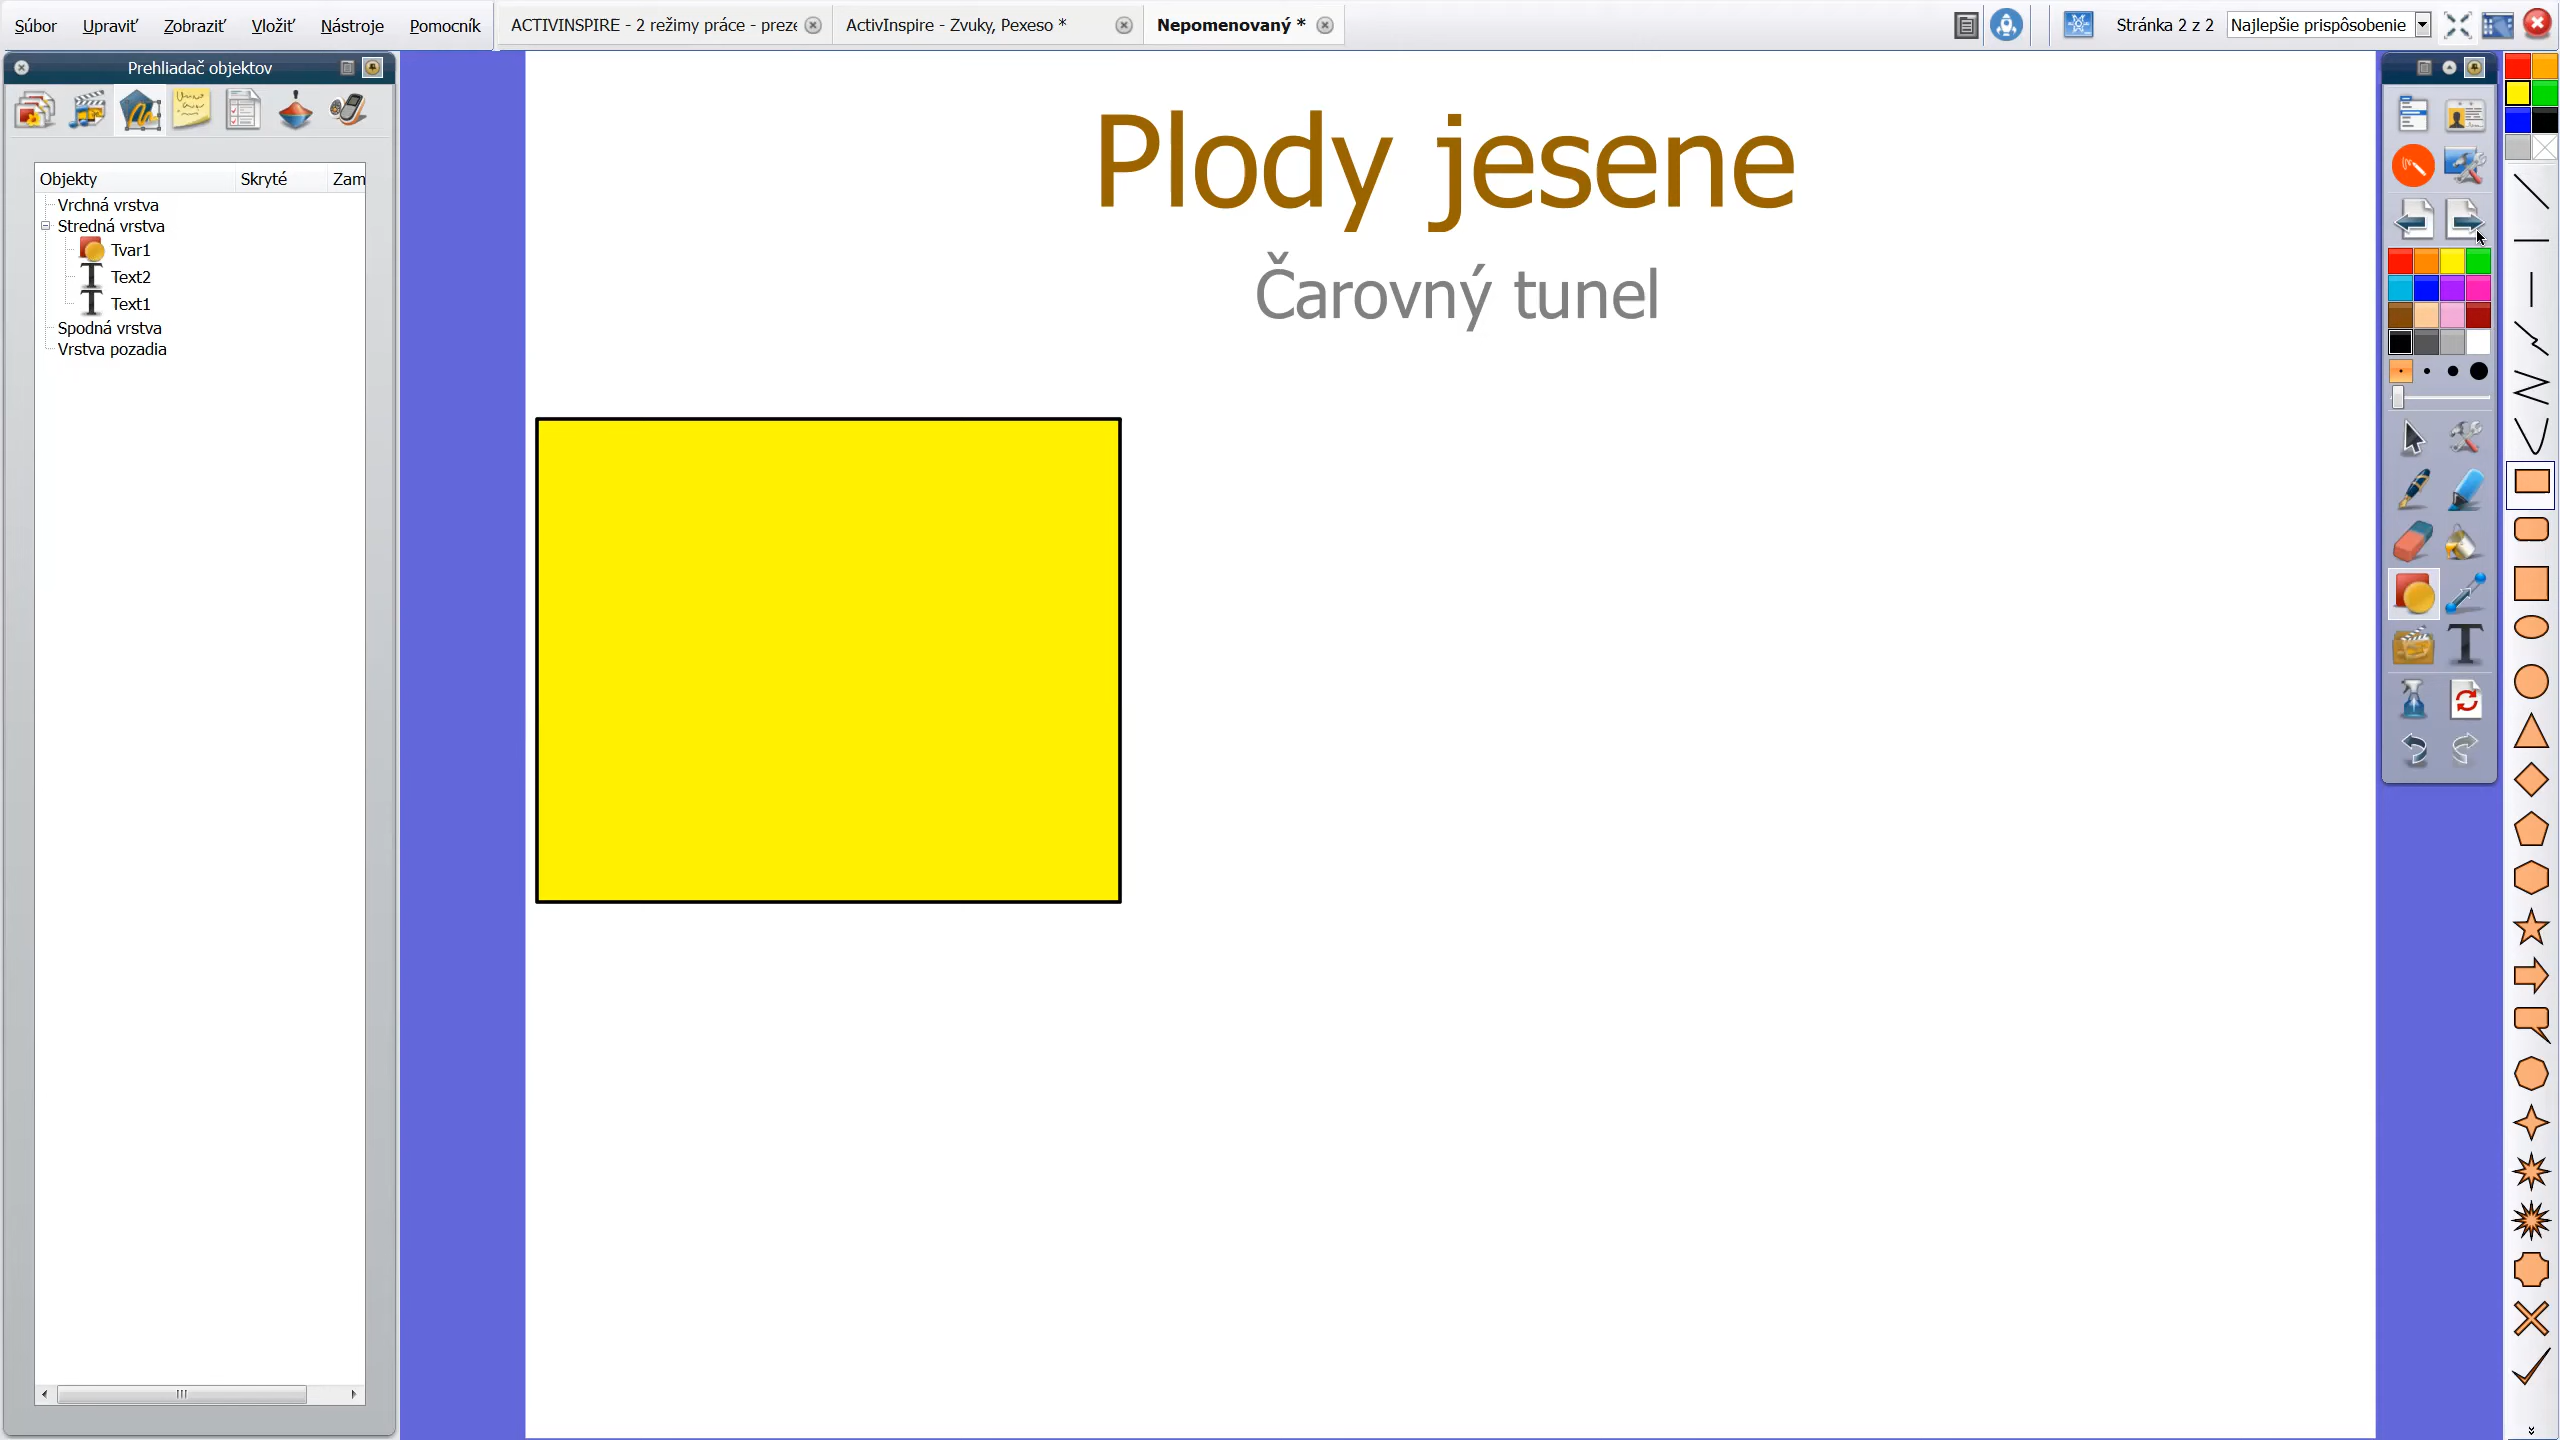 Súbor Upraviť Zobraziť Vložiť Nástroje Pomocník
ACTIVINSPIRE - 2 režimy práce - preze
ActivInspire - Zvuky, Pexeso *
Nepomenovaný *
Stránka 2 z 2
Najlepšie prispôsobenie
Prehliadač objektov
Objekty Skryté Zam
Vrchná vrstva
Stredná vrstva
Tvar1
Text2
Text1
Spodná vrstva
Vrstva pozadia
Plody jesene
Čarovný tunel